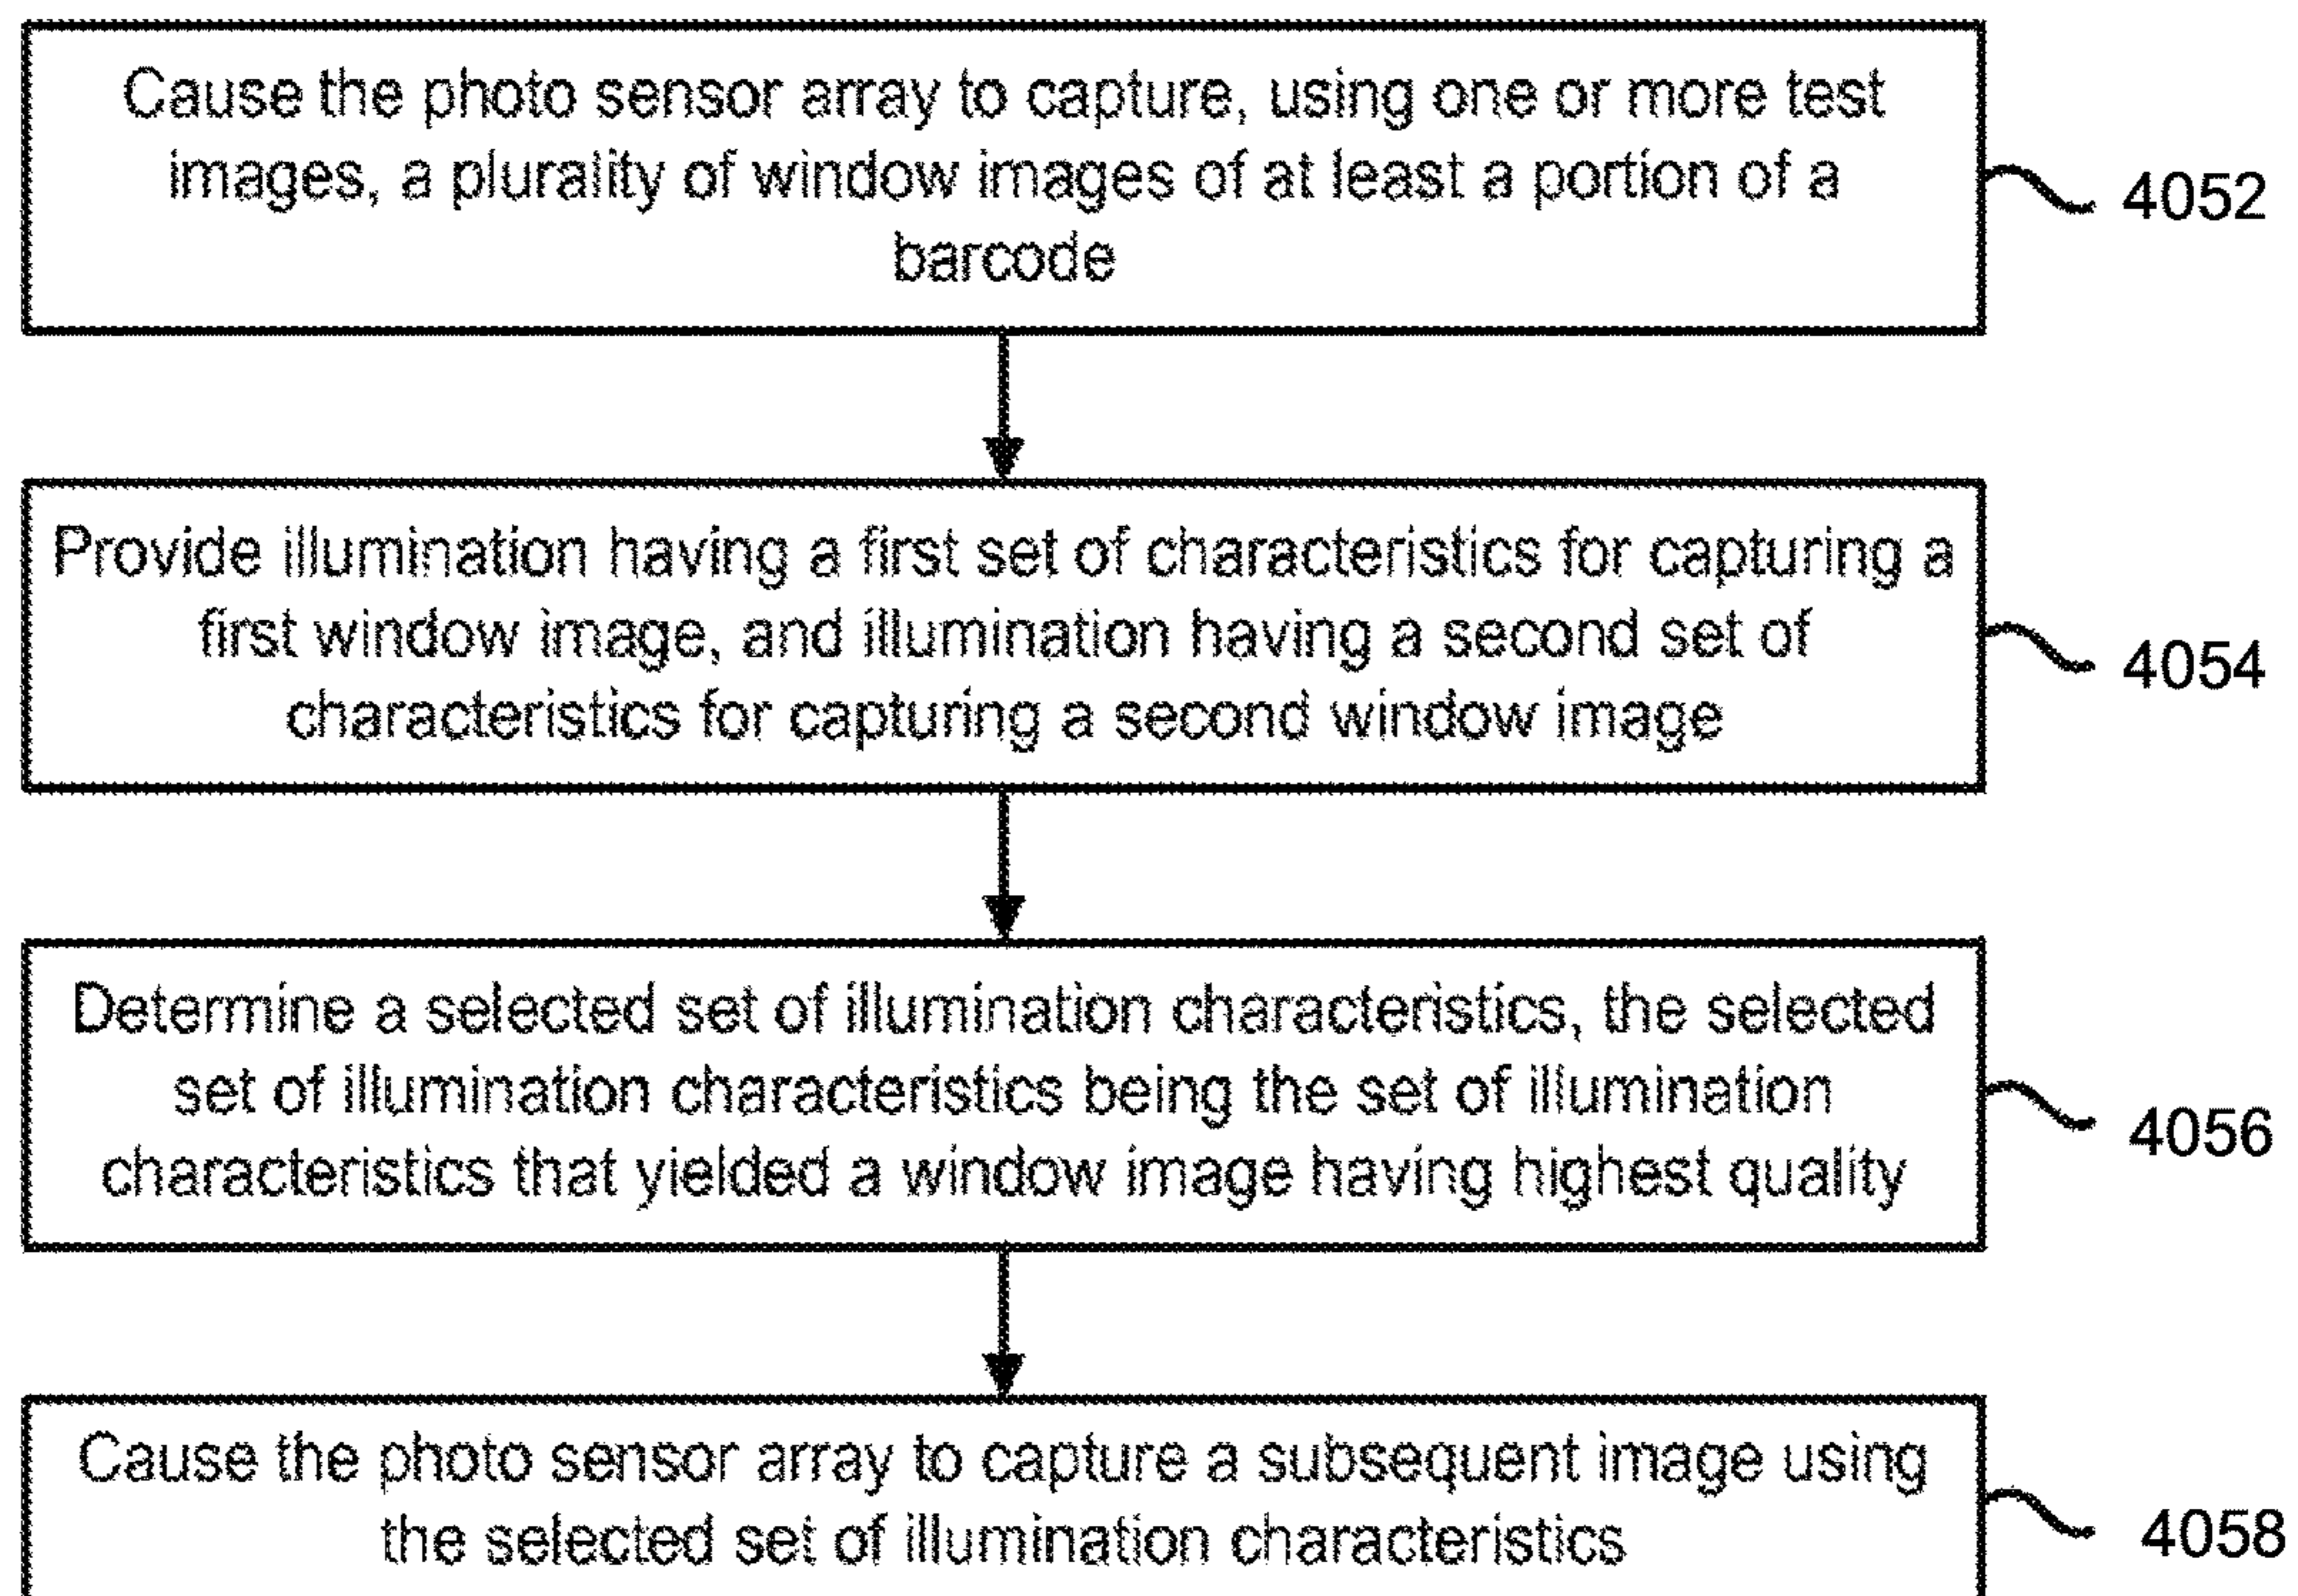 Cause the photo sensor array to capture, using one or more test
images, a plurality of window images of at least a portion of a
barcode
4052
Provide illumination having a first set of characteristics for capturing a
first window image, and illumination having a second set of
characteristics for capturing a second window image
4054
Determine a selected set of illumination characteristics, the selected
set of illumination characteristics being the set of illumination
characteristics that yielded a window image having highest quality
4056
Cause the photo sensor array to capture a subsequent image using
the selected set of illumination characteristics
4058